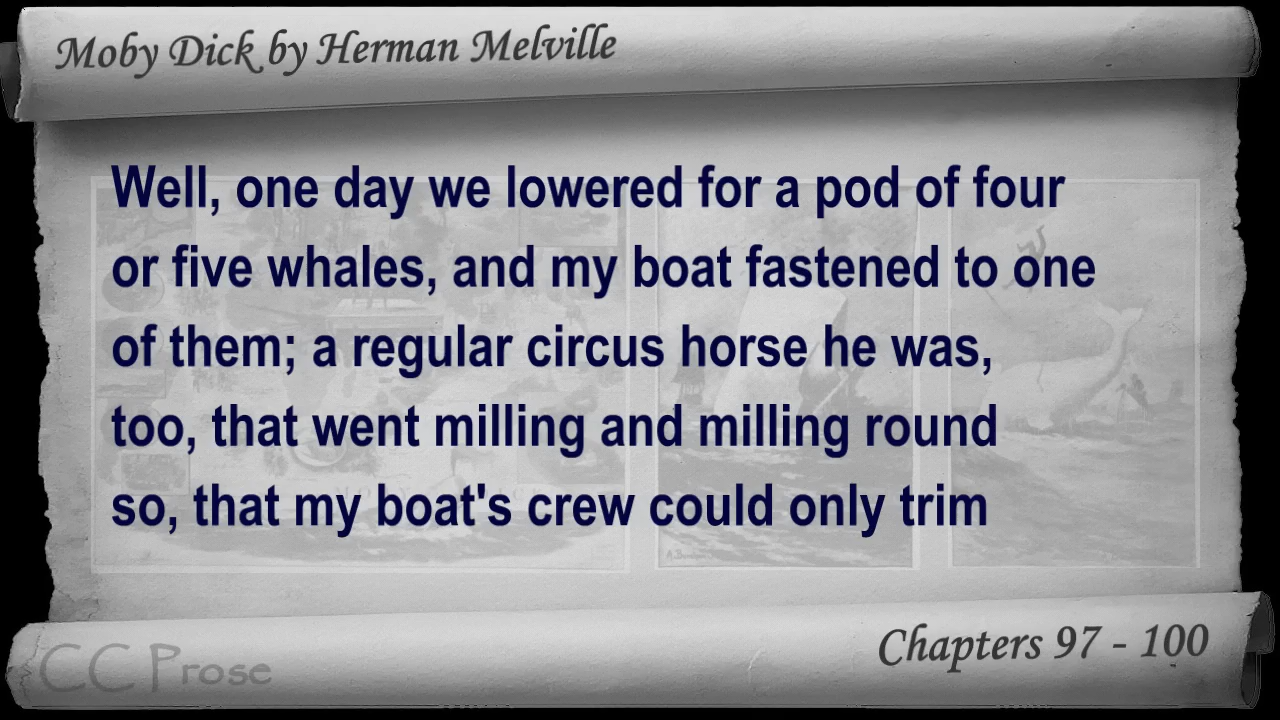 Moby Dick by Herman Melville
Well, one day we lowered for a pod of four
or five whales, and my boat fastened to one
of them; a regular circus horse he was,
too, that went milling and milling round
so, that my boat's crew could only trim
Chapters 97 - 100
CC Prose